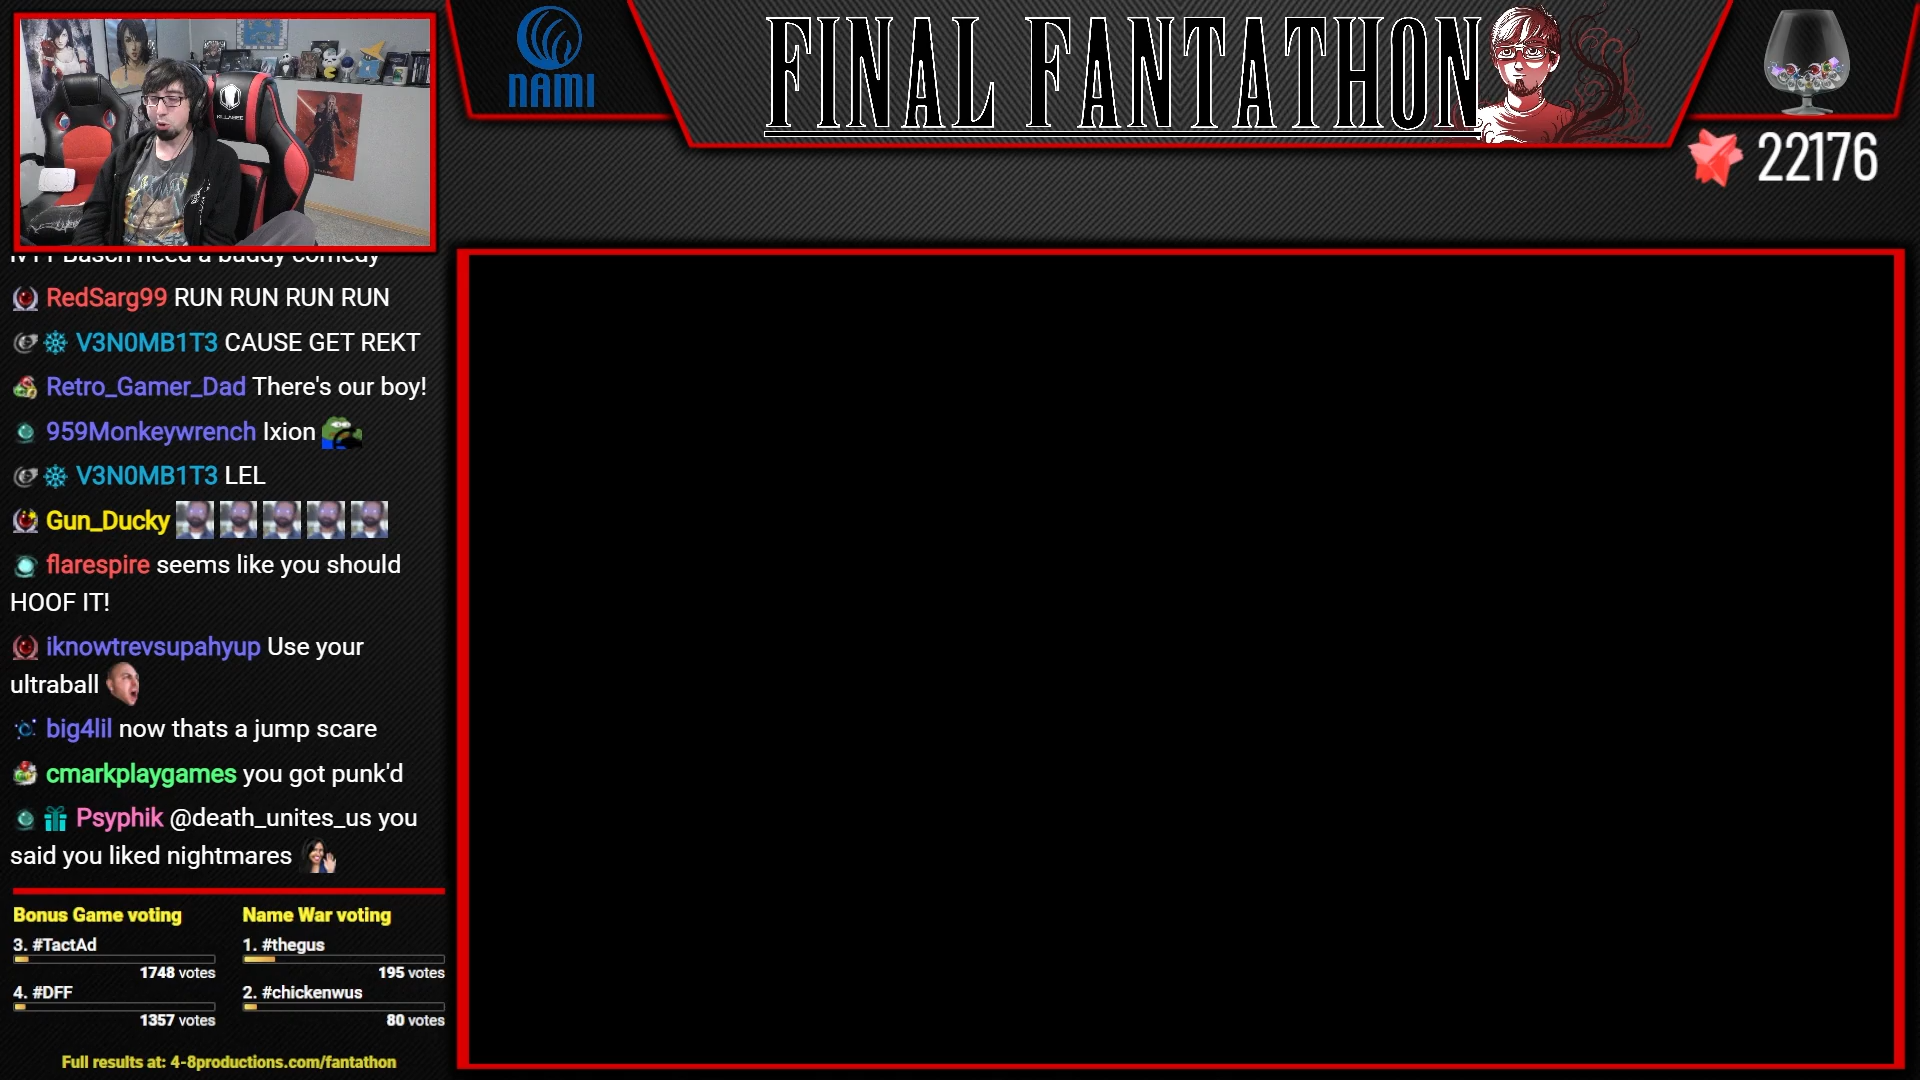 NAMI
FINAL FANTATHON
22176
KILLABEE
RedSarg99 RUN RUN RUN RUN
V3N0MB1T3 CAUSE GET REKT
Retro_Gamer_Dad There's our boy!
959Monkeywrench Ixion
V3N0MB1T3 LEL
Gun_Ducky
flarespire seems like you should
HOOF IT!
iknowtrevsupahyup Use your
ultraball
big4lil now thats a jump scare
cmarkplaygames you got punk'd
Psyphik @death_unites_us you
said you liked nightmares
Bonus Game voting
3. #TactAd
1748 votes
4. #DFF
1357 votes
Name War voting
1. #thegus
195 votes
2. #chickenwus
80 votes
Full results at: 4-8productions.com/fantathon